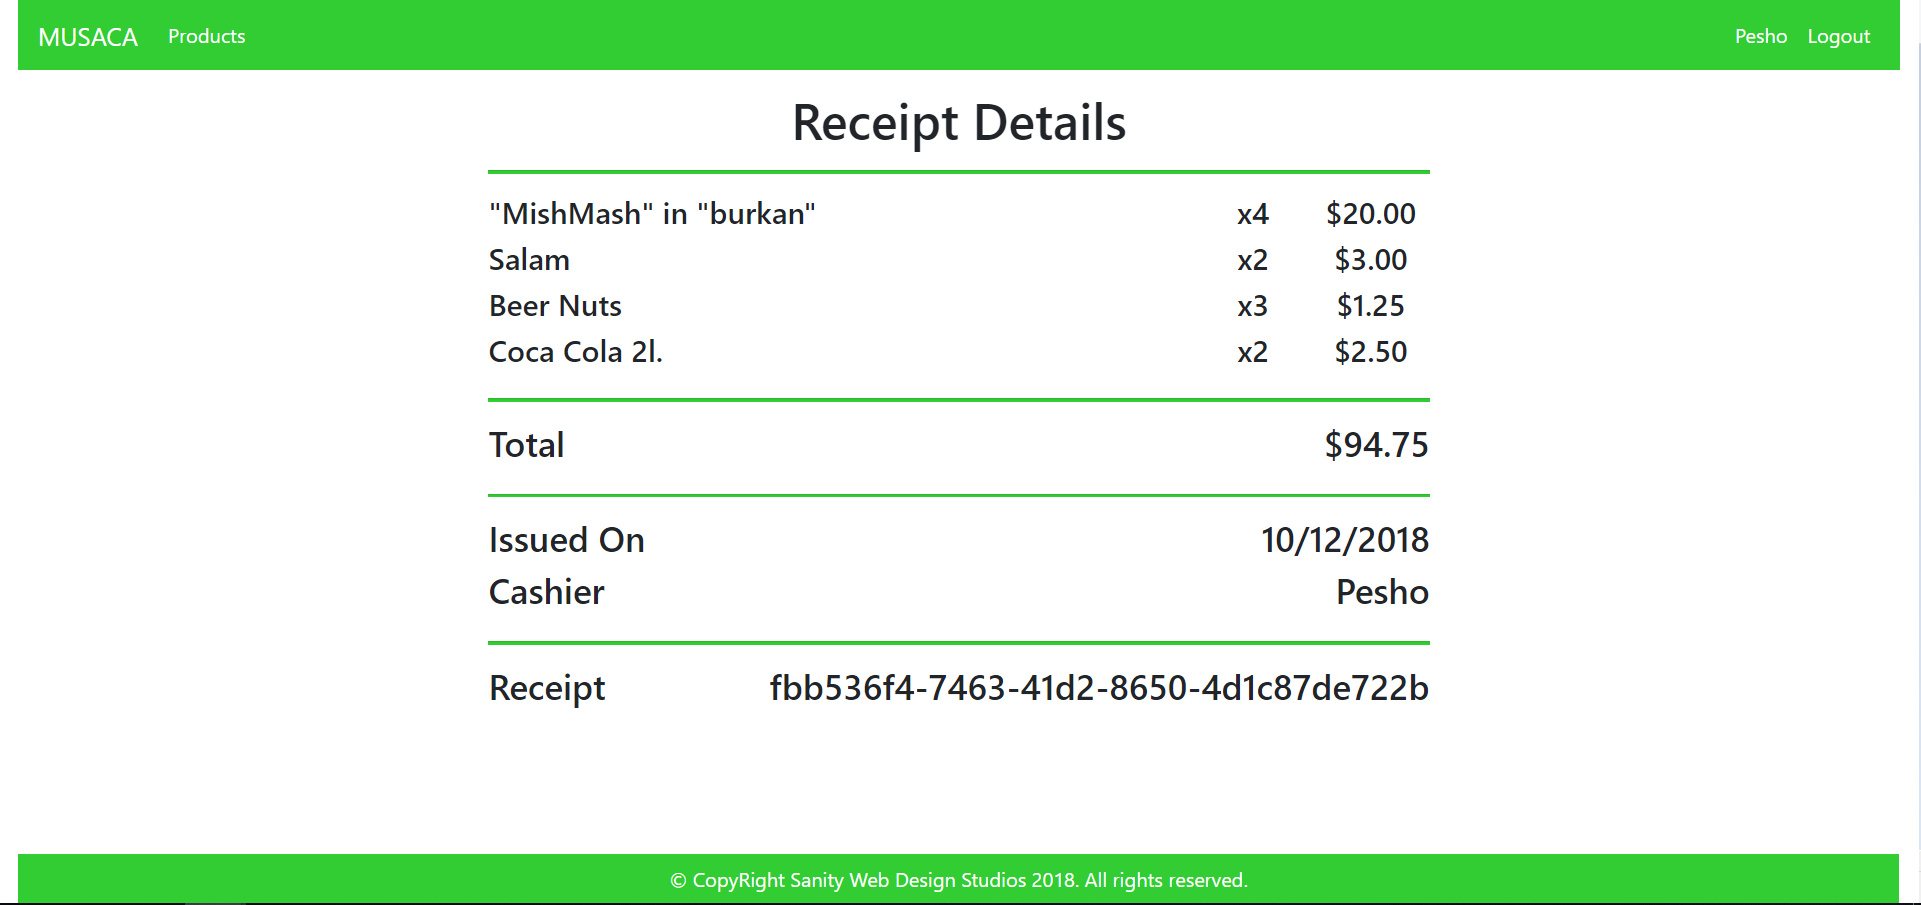 MUSACA Products Pesho Logout
Receipt Details
"MishMash" in "burkan" x4 $20.00
Salam x2 $3.00
Beer Nuts x3 $1.25
Coca Cola 2l. x2 $2.50
Total $94.75
Issued On 10/12/2018
Cashier Pesho
Receipt fbb536f4-7463-41d2-8650-4d1c87de722b
© CopyRight Sanity Web Design Studios 2018. All rights reserved.